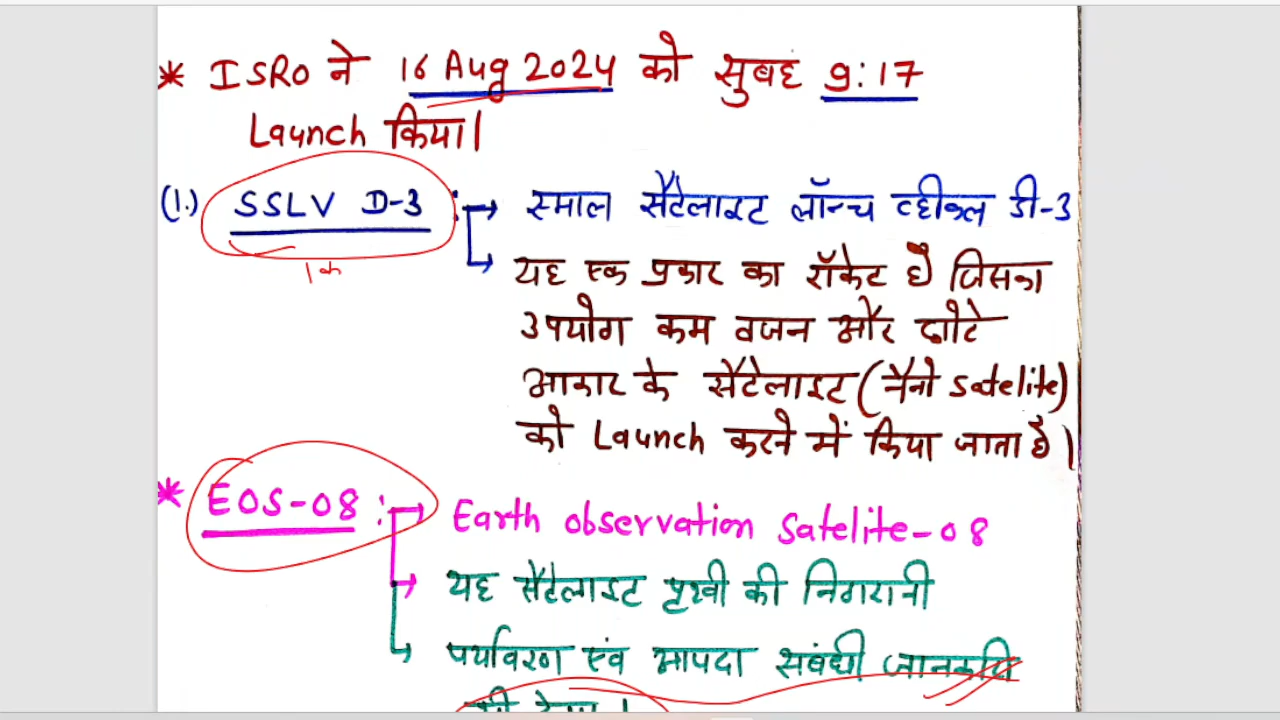 * ISRO ने 16 Aug 2024 को सुबह 9:17
Launch किया।
(1.) SSLV D-3 : → स्माल सैटेलाइट लॉन्च व्हीकल डी-3
→ यह एक प्रकार का रॉकेट है जिसका
उपयोग कम वजन और छोटे
आकार के सैटेलाइट (नैनो satelite)
को Launch करने में किया जाता है।
* EOS-08 : → Earth observation satelite-08
→ यह सैटेलाइट पृथ्वी की निगरानी
→ पर्यावरण एंव आपदा संबंधी जानकारी